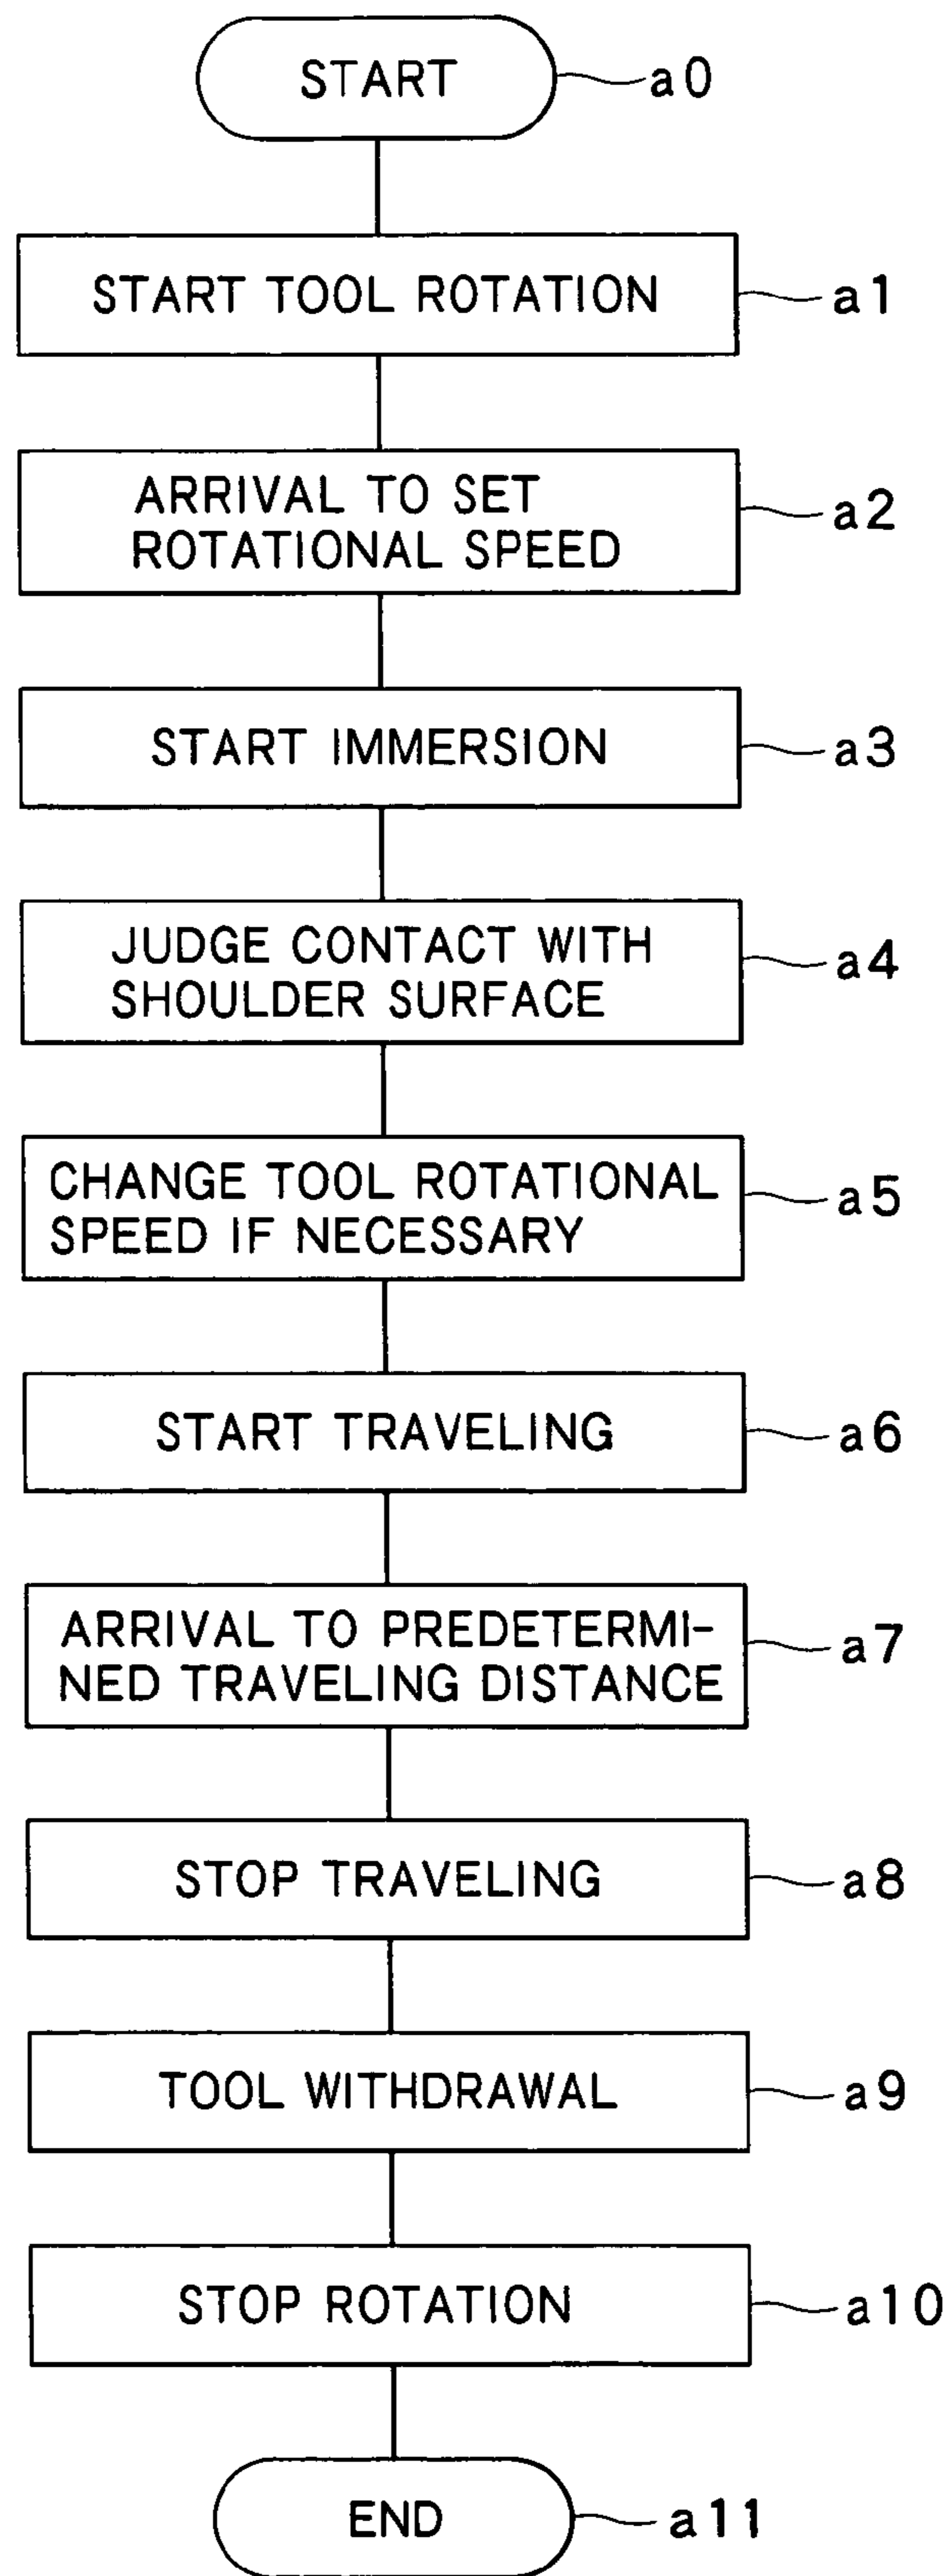 START
a0
START TOOL ROTATION
a1
ARRIVAL TO SET
ROTATIONAL SPEED
a2
START IMMERSION
a3
JUDGE CONTACT WITH
SHOULDER SURFACE
a4
CHANGE TOOL ROTATIONAL
SPEED IF NECESSARY
a5
START TRAVELING
a6
ARRIVAL TO PREDETERMI-
NED TRAVELING DISTANCE
a7
STOP TRAVELING
a8
TOOL WITHDRAWAL
a9
STOP ROTATION
a10
END
a11